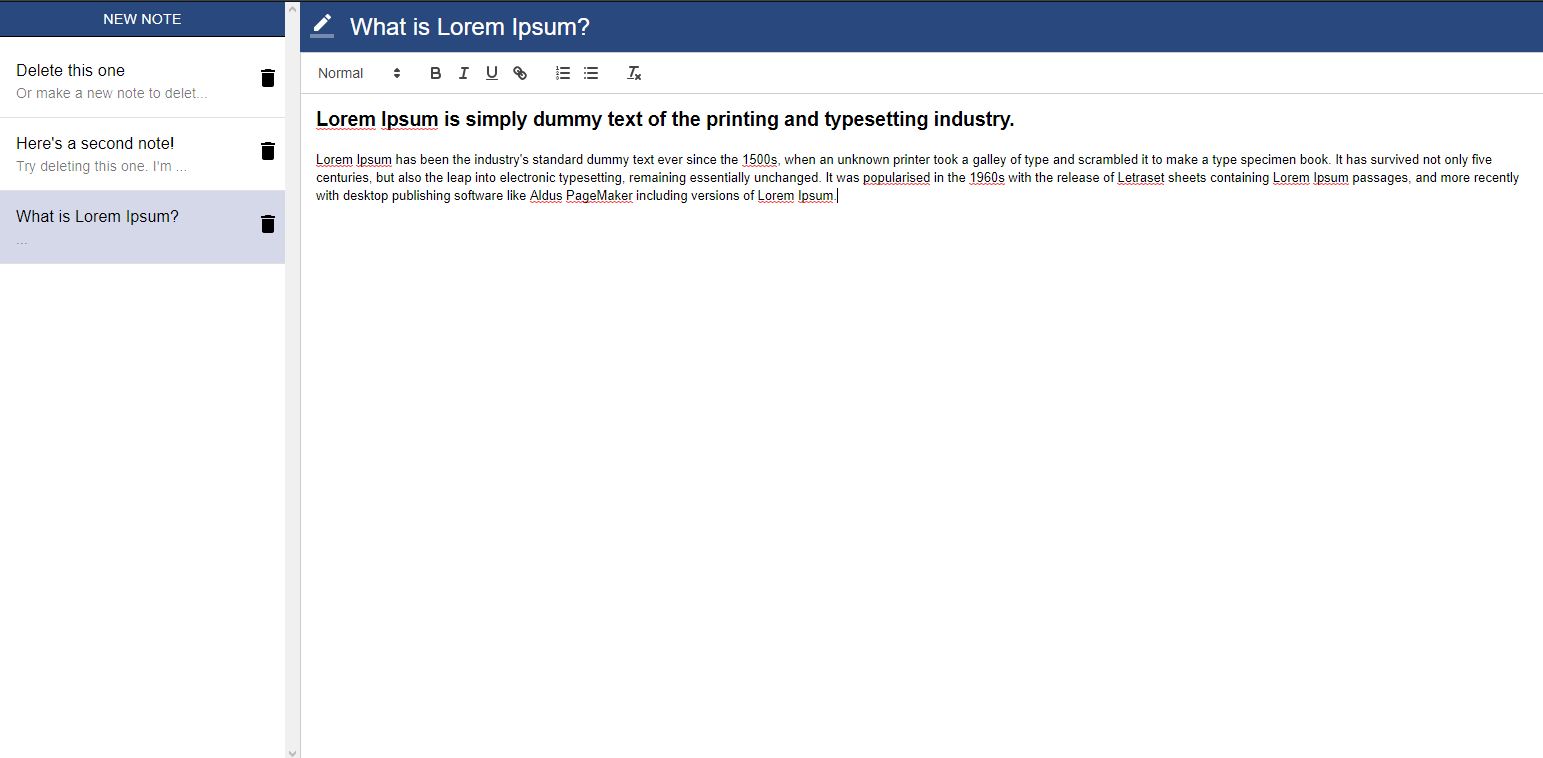 NEW NOTE
Delete this one
Or make a new note to delet...
Here's a second note!
Try deleting this one. I'm ...
What is Lorem Ipsum?
...
What is Lorem Ipsum?
Normal
Lorem Ipsum is simply dummy text of the printing and typesetting industry.
Lorem Ipsum has been the industry's standard dummy text ever since the 1500s, when an unknown printer took a galley of type and scrambled it to make a type specimen book. It has survived not only five
centuries, but also the leap into electronic typesetting, remaining essentially unchanged. It was popularised in the 1960s with the release of Letraset sheets containing Lorem Ipsum passages, and more recently
with desktop publishing software like Aldus PageMaker including versions of Lorem Ipsum.